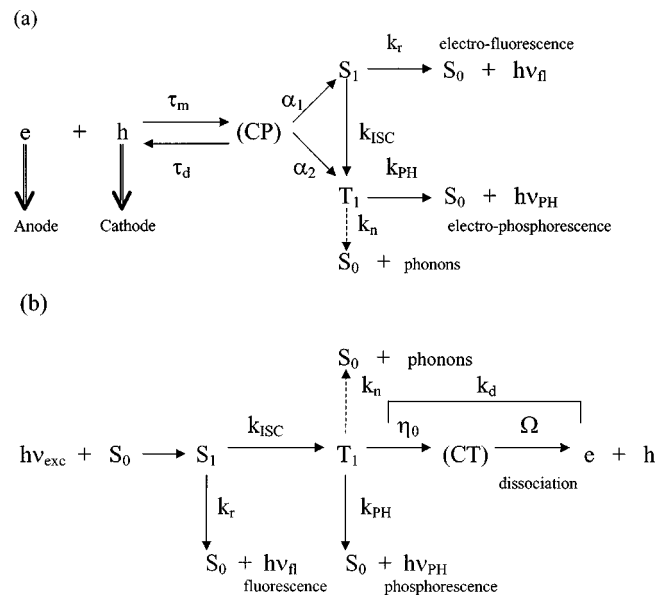 (a)
k_r electro-fluorescence
S_1 S_0 + hν_fl
τ_m α_1
e + h (CP) k_ISC
τ_d α_2 k_PH
T_1 S_0 + hν_PH
Anode Cathode k_n electro-phosphorescence
S_0 + phonons
(b)
S_0 + phonons
k_n k_d
k_ISC η_0 Ω
hν_exc + S_0 S_1 T_1 (CT) e + h
dissociation
k_r k_PH
S_0 + hν_fl S_0 + hν_PH
fluorescence phosphorescence